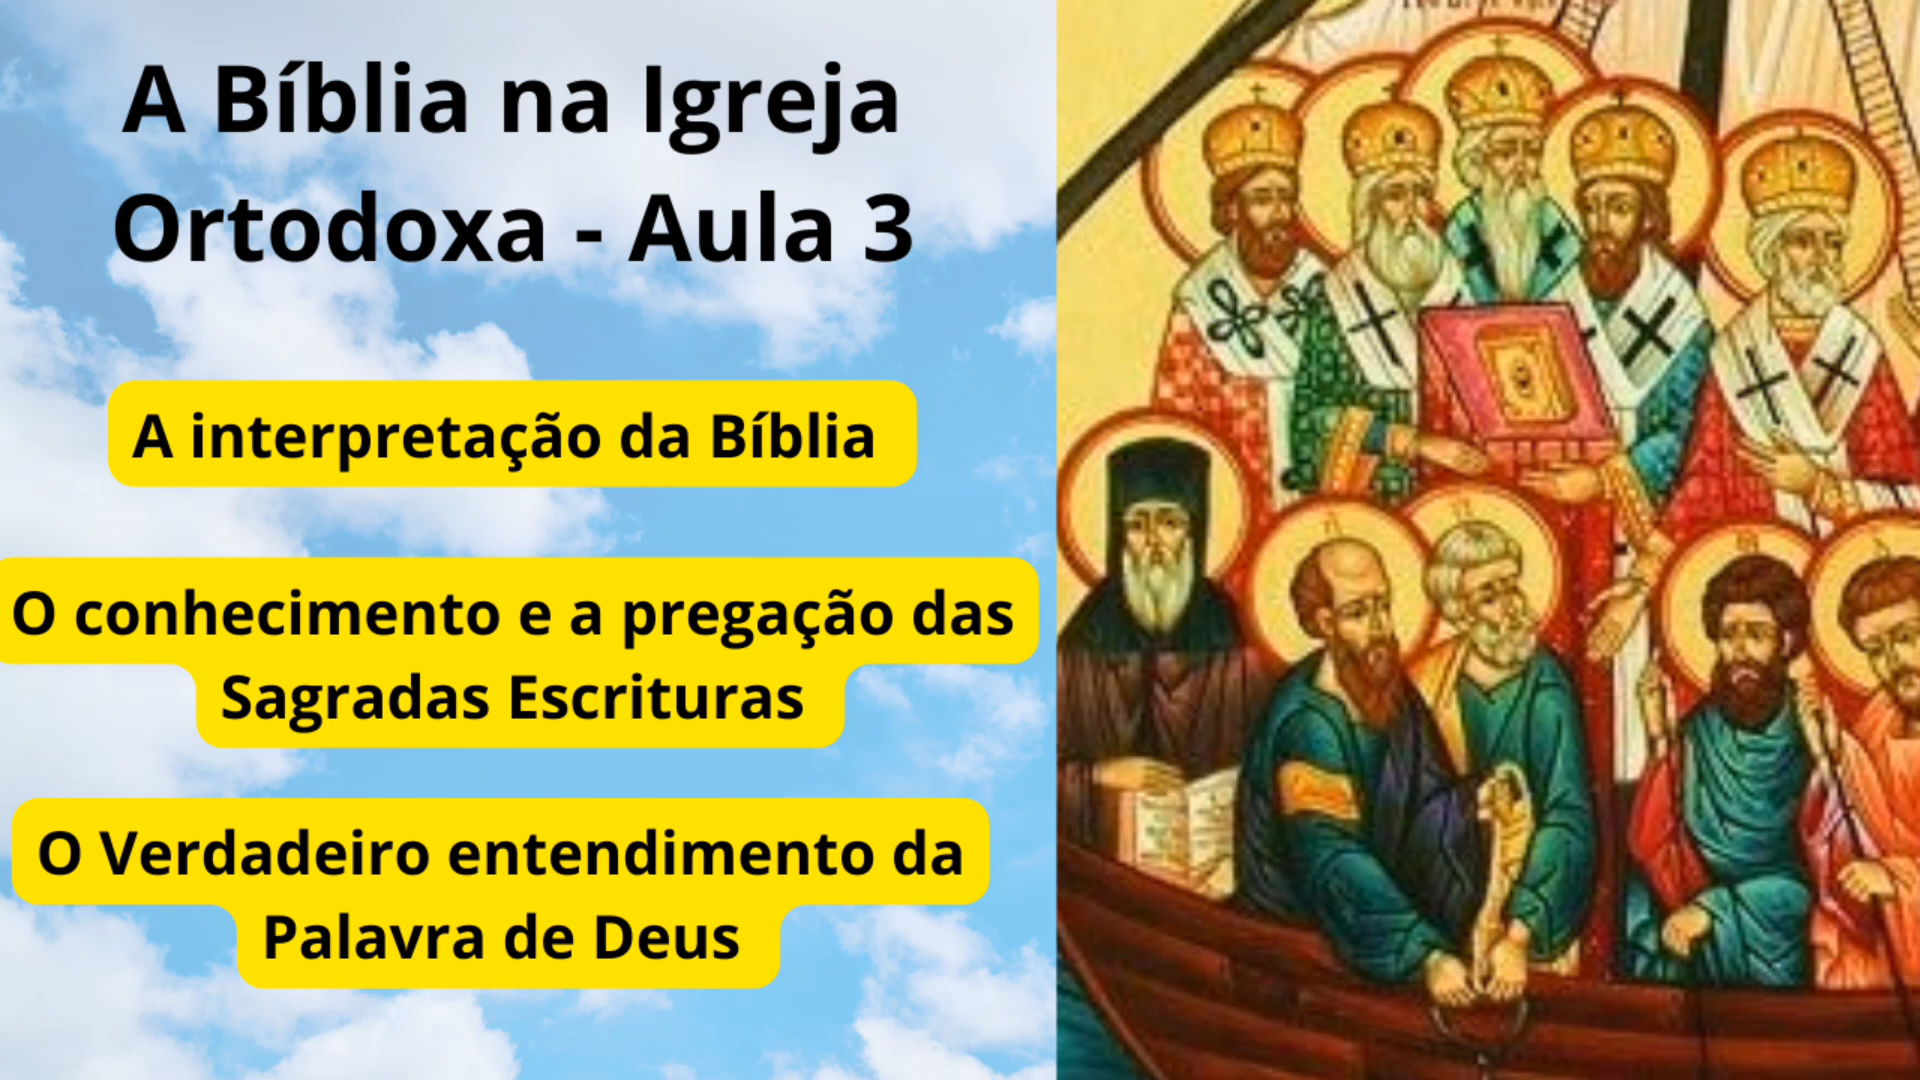 A Bíblia na Igreja
Ortodoxa - Aula 3
A interpretação da Bíblia
O conhecimento e a pregação das
Sagradas Escrituras
O Verdadeiro entendimento da
Palavra de Deus